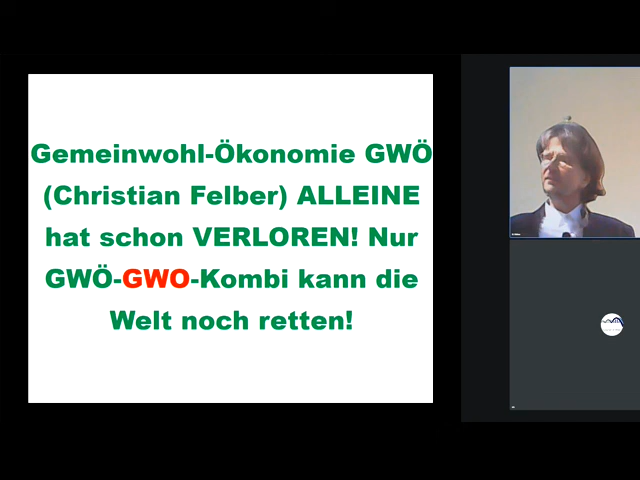 Gemeinwohl-Ökonomie GWÖ
(Christian Felber) ALLEINE
hat schon VERLOREN! Nur
GWÖ-GWO-Kombi kann die
Welt noch retten!